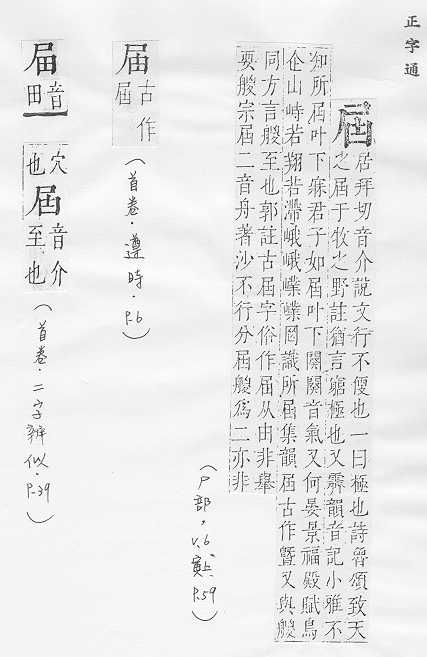 正字通
屆
居拜切音介說文行不便也一曰極也詩魯頌致天
之屆于牧之野註猶言窮極也又霽韻音記小雅不
知所屆叶下寐君子如屆叶下闋闋音氣又何晏景福殿賦鳥
企山峙若翔若滯峨峨嶫嶫罔識所屆集韻屆古作曁又與艐
同方言艐至也郭註古屆字俗作届从由非舉
要艐宗屆二音舟著沙不行分屆艐爲二亦非
(尸部,v.6,寅上 P.59)
届古作屆
(首卷.遵時.P.6)
届音田
穴也屆音介至也
(首卷.二字辨似.P.39)